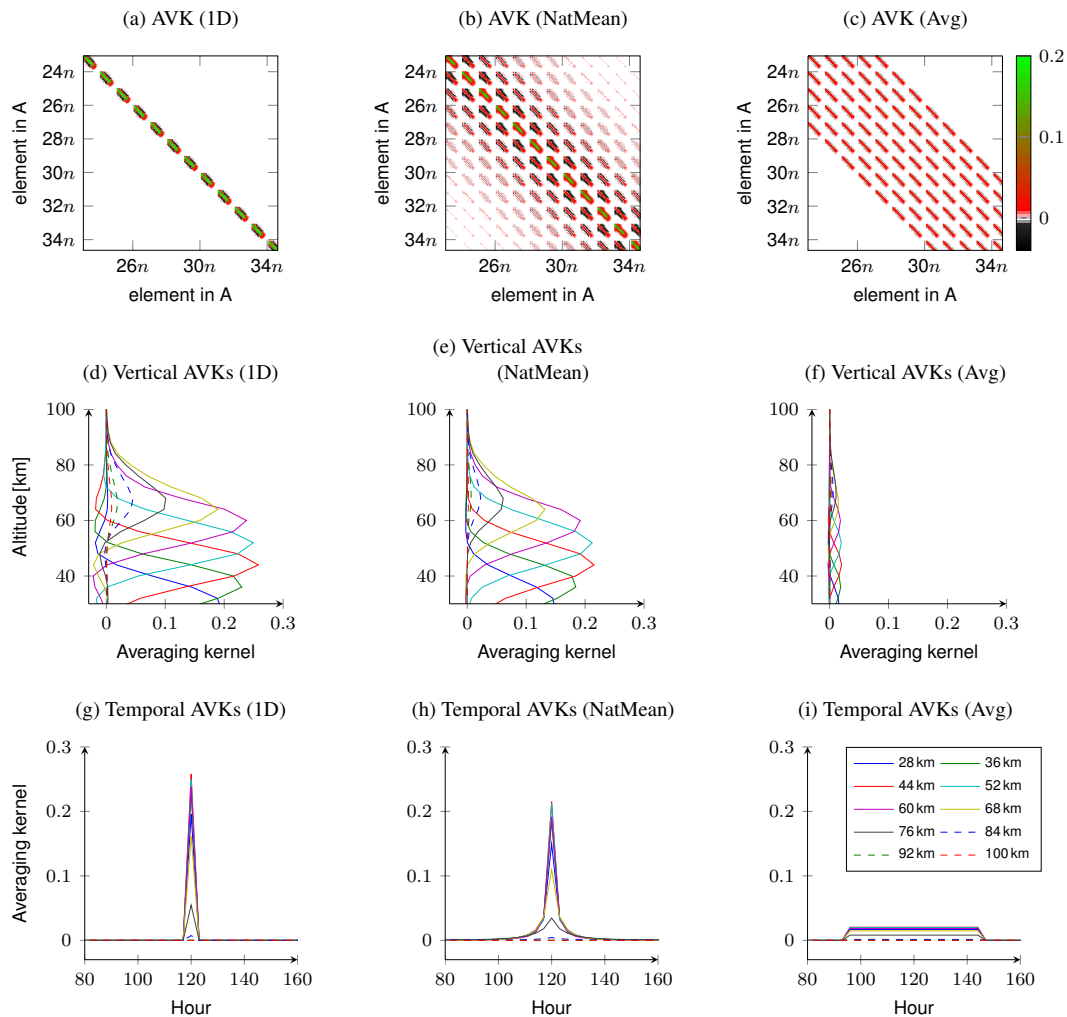 (a) AVK (1D)
(b) AVK (NatMean)
(c) AVK (Avg)
24n
26n
28n
30n
32n
34n
element in A
26n
30n
34n
element in A
24n
26n
28n
30n
32n
34n
element in A
26n
30n
34n
element in A
24n
26n
28n
30n
32n
34n
element in A
26n
30n
34n
element in A
0.2
0.1
0
(d) Vertical AVKs (1D)
(e) Vertical AVKs
(NatMean)
(f) Vertical AVKs (Avg)
100
80
60
40
Altitude [km]
0
0.1
0.2
0.3
Averaging kernel
100
80
60
40
0
0.1
0.2
0.3
Averaging kernel
100
80
60
40
0
0.1
0.2
0.3
Averaging kernel
(g) Temporal AVKs (1D)
(h) Temporal AVKs (NatMean)
(i) Temporal AVKs (Avg)
0.3
0.2
0.1
0
Averaging kernel
80
100
120
140
160
Hour
0.3
0.2
0.1
0
80
100
120
140
160
Hour
0.3
0.2
0.1
0
80
100
120
140
160
Hour
28 km
36 km
44 km
52 km
60 km
68 km
76 km
84 km
92 km
100 km